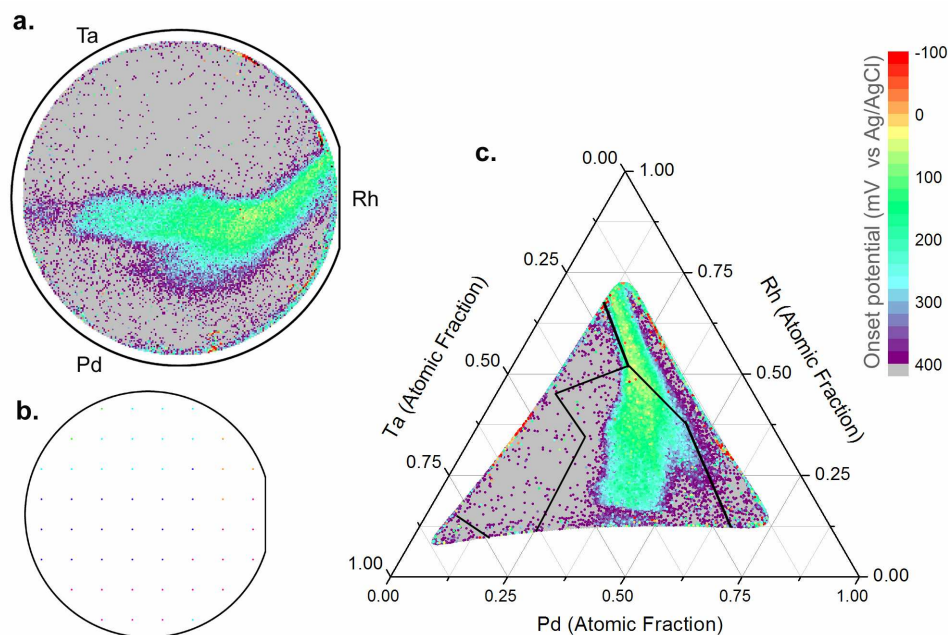 a.
Ta
Rh
Pd
b.
c.
0.00
1.00
0.25
0.75
0.50
0.50
0.75
0.25
1.00
0.00
0.00
0.25
0.50
0.75
1.00
Ta (Atomic Fraction)
Rh (Atomic Fraction)
Pd (Atomic Fraction)
Onset potential (mV vs Ag/AgCl)
-100
0
100
200
300
400